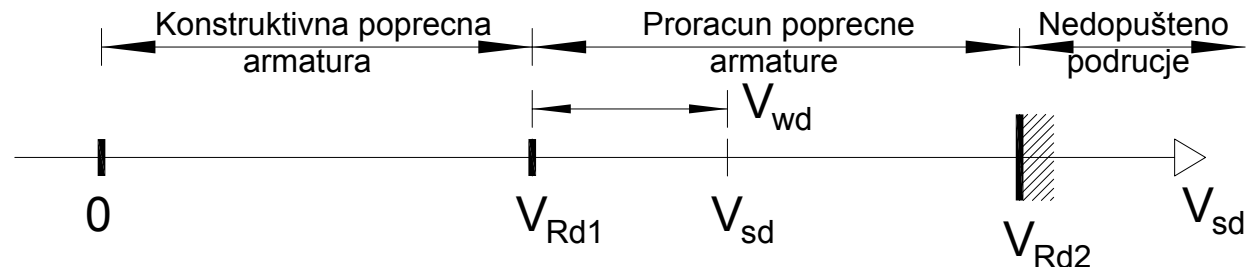 Konstruktivna poprecna
armatura
Proracun poprecne
armature
Nedopušteno
podrucje
V_wd
0
V_Rd1
V_sd
V_Rd2
V_sd